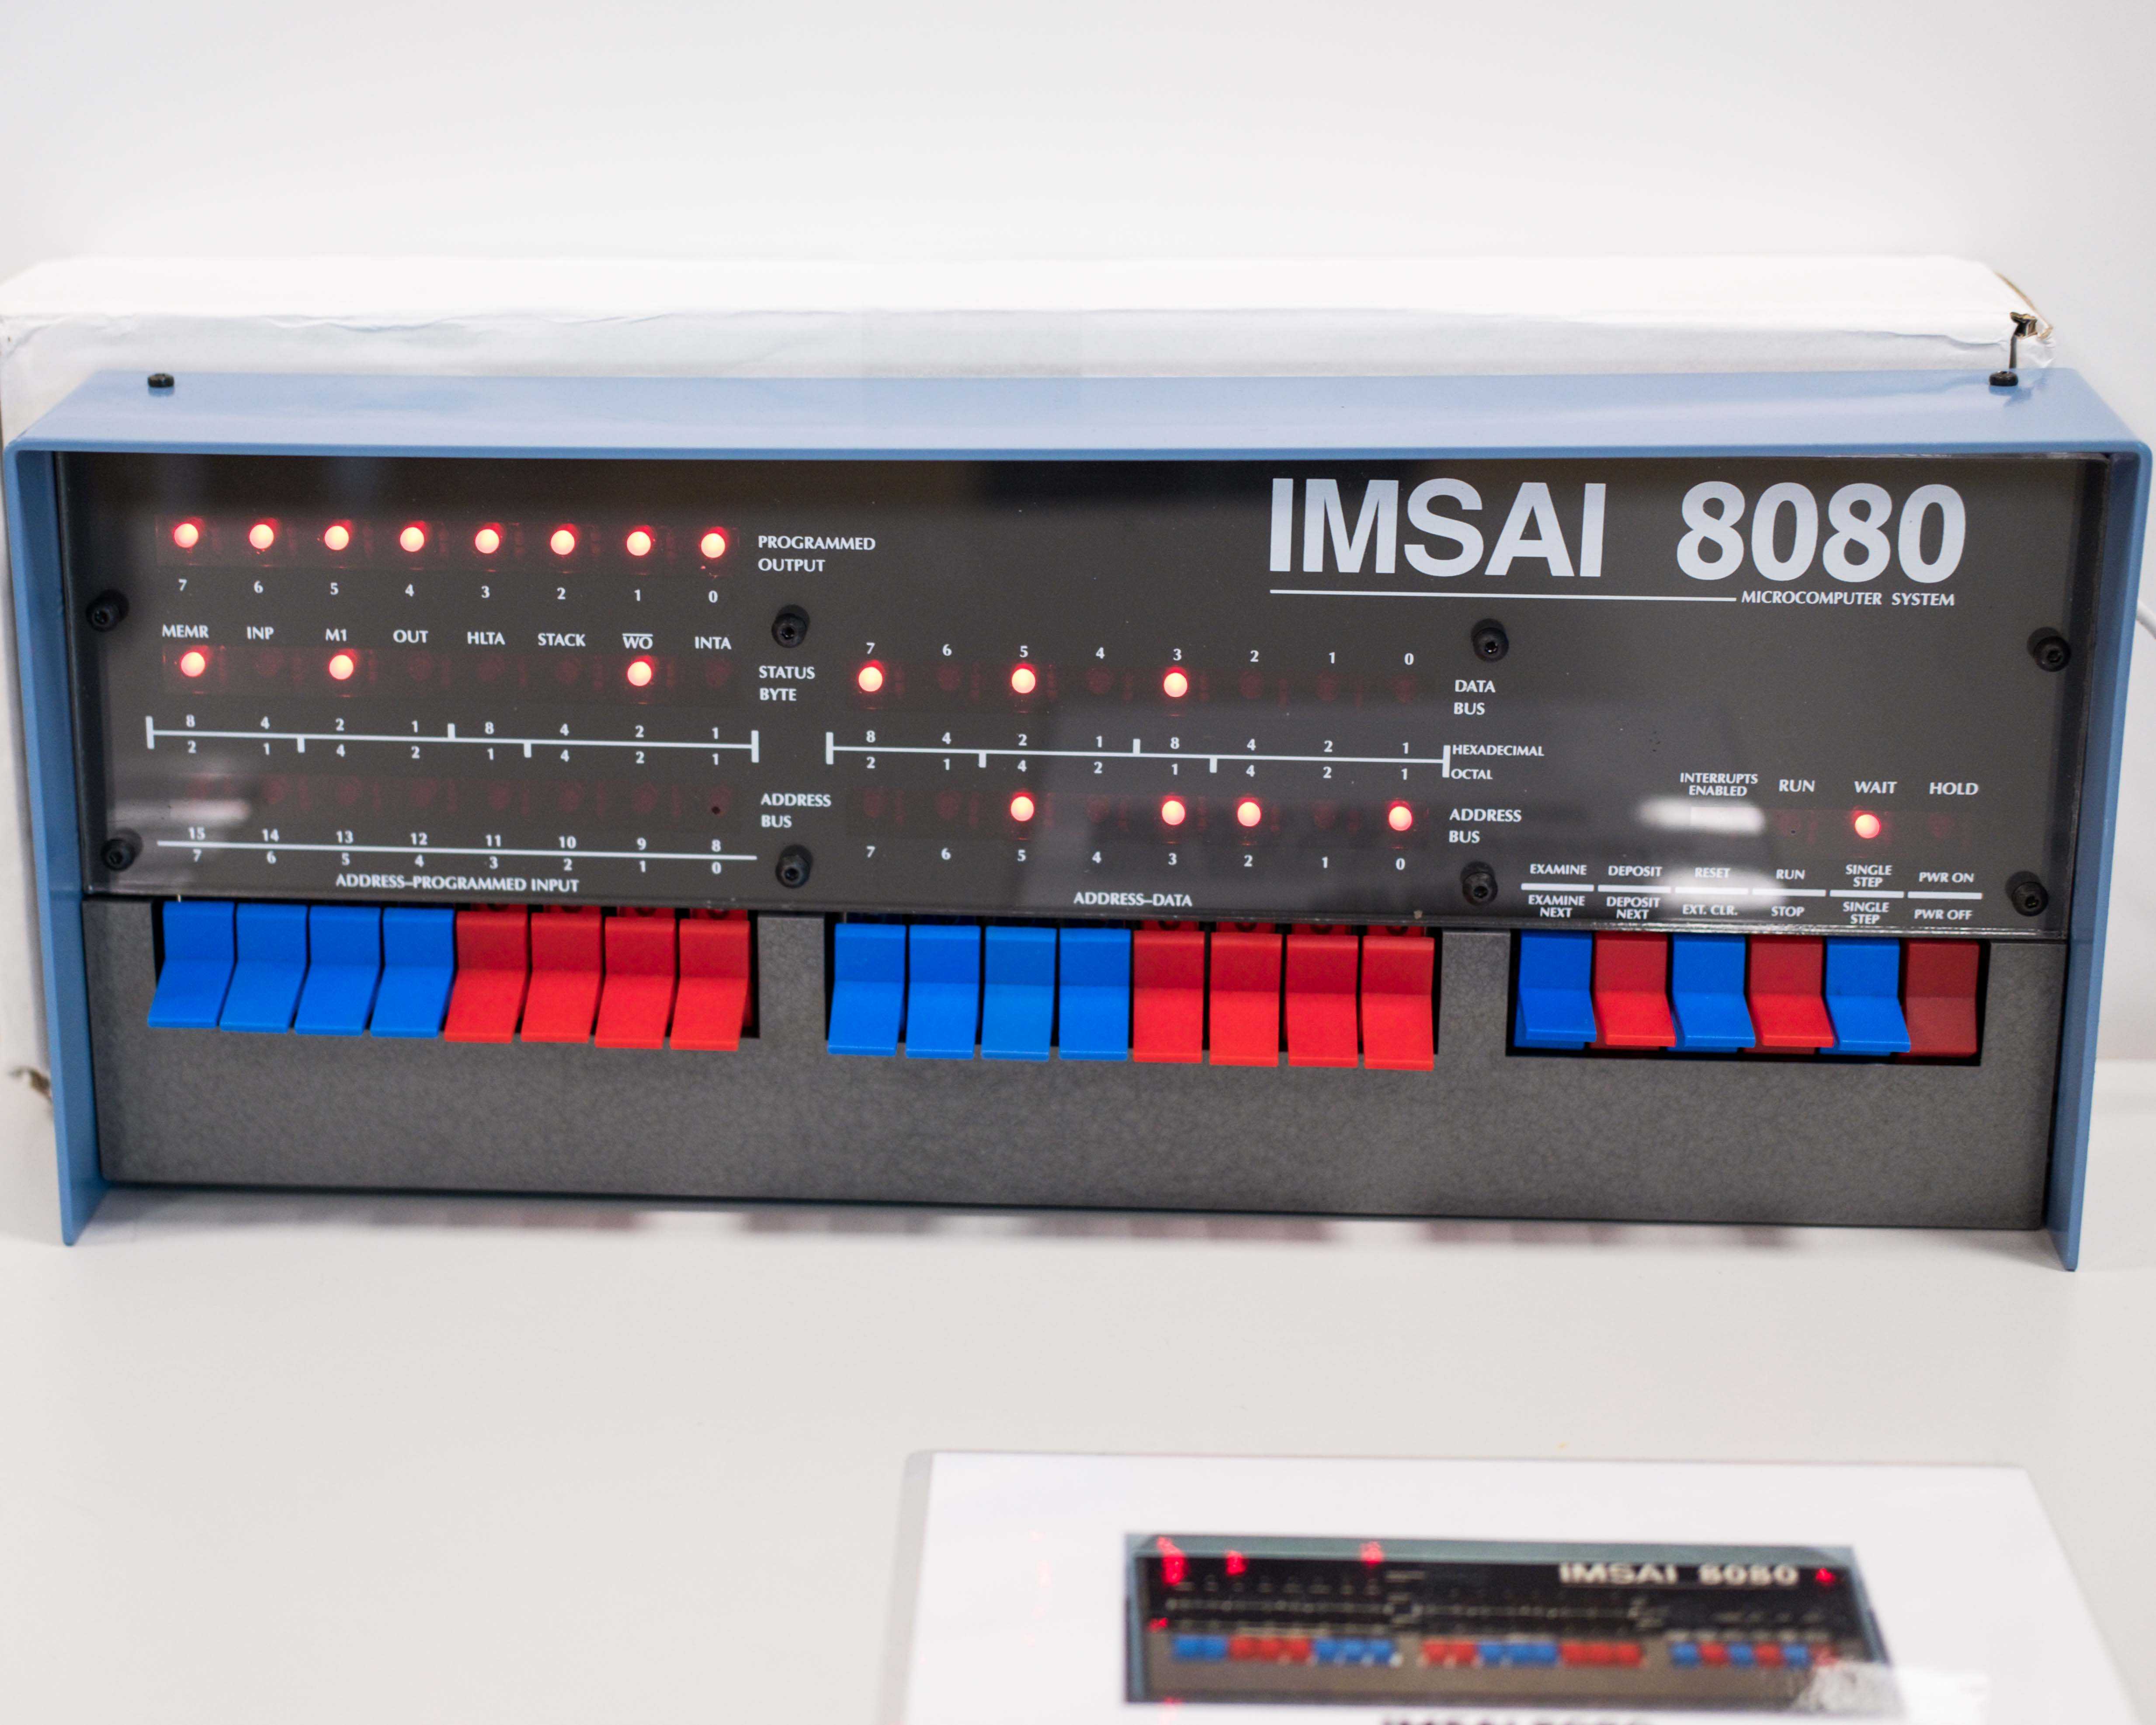 IMSAI 8080
MICROCOMPUTER SYSTEM
PROGRAMMED
OUTPUT
7 6 5 4 3 2 1 0
MEMR INP M1 OUT HLTA STACK W̅O̅ INTA
STATUS
BYTE
7 6 5 4 3 2 1 0
DATA
BUS
8 4 2 1 8 4 2 1
2 1 4 2 1 4 2 1
8 4 2 1 8 4 2 1
2 1 4 2 1 4 2 1
HEXADECIMAL
OCTAL
ADDRESS
BUS
15 14 13 12 11 10 9 8
7 6 5 4 3 2 1 0
ADDRESS–PROGRAMMED INPUT
ADDRESS
BUS
7 6 5 4 3 2 1 0
ADDRESS–DATA
INTERRUPTS
ENABLED
RUN WAIT HOLD
EXAMINE
EXAMINE
NEXT
DEPOSIT
DEPOSIT
NEXT
RESET
EXT. CLR.
RUN
STOP
SINGLE
STEP
SINGLE
STEP
PWR ON
PWR OFF
IMSAI 8080